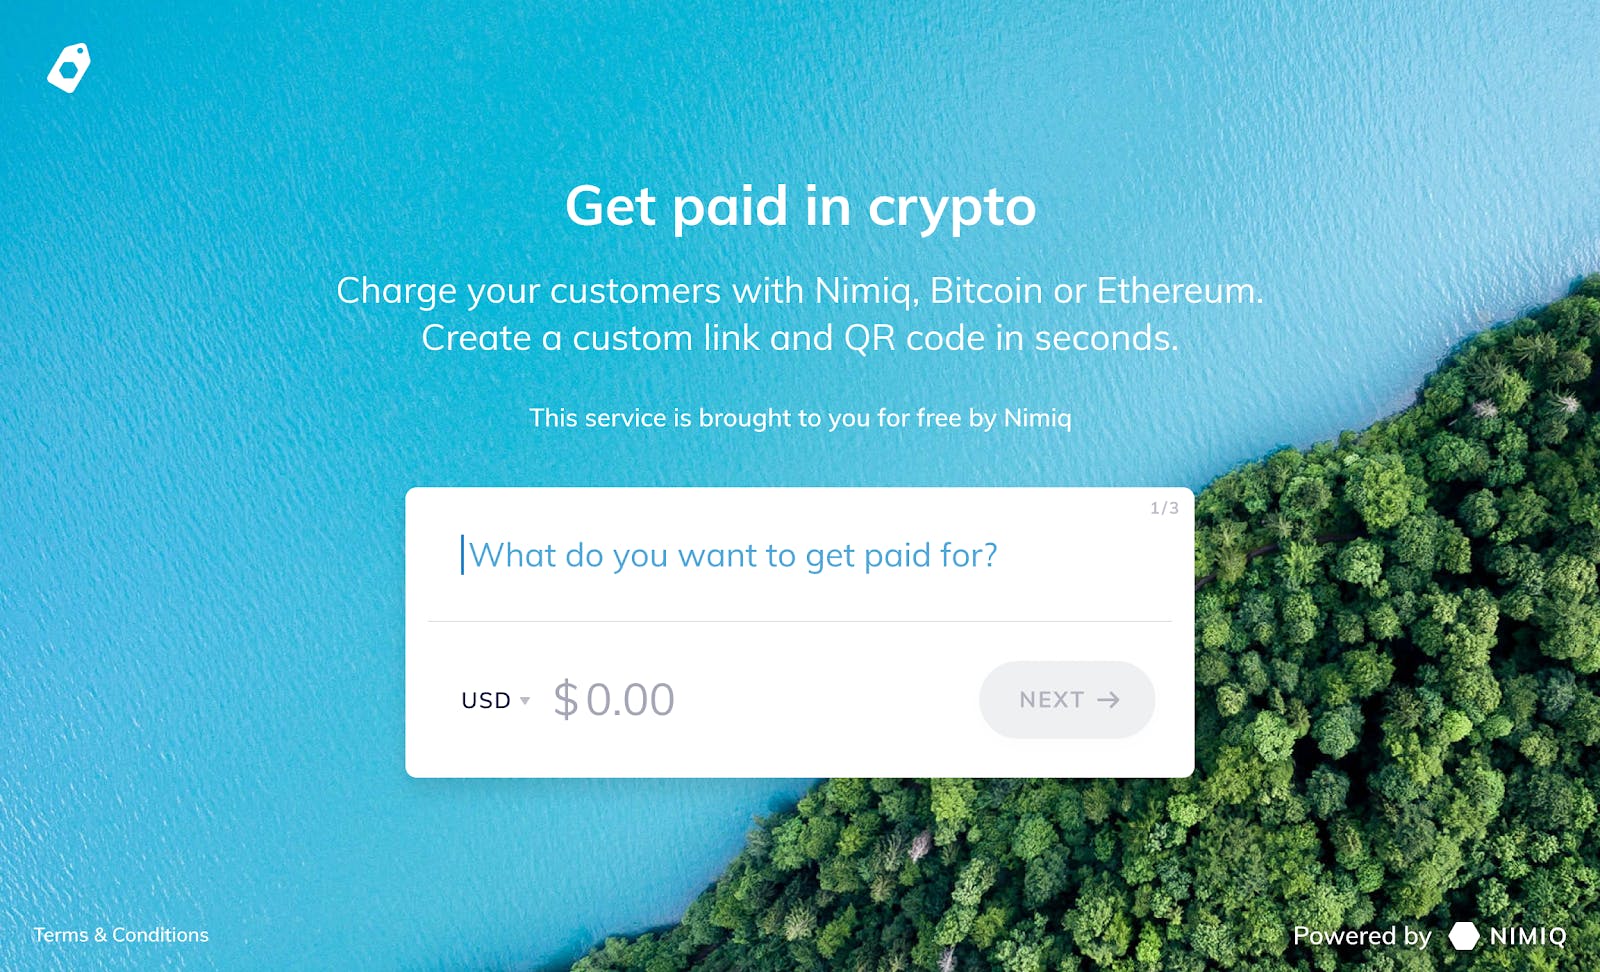 Get paid in crypto
Charge your customers with Nimiq, Bitcoin or Ethereum.
Create a custom link and QR code in seconds.
This service is brought to you for free by Nimiq
1/3
What do you want to get paid for?
USD $0.00
NEXT
Terms & Conditions
Powered by NIMIQ